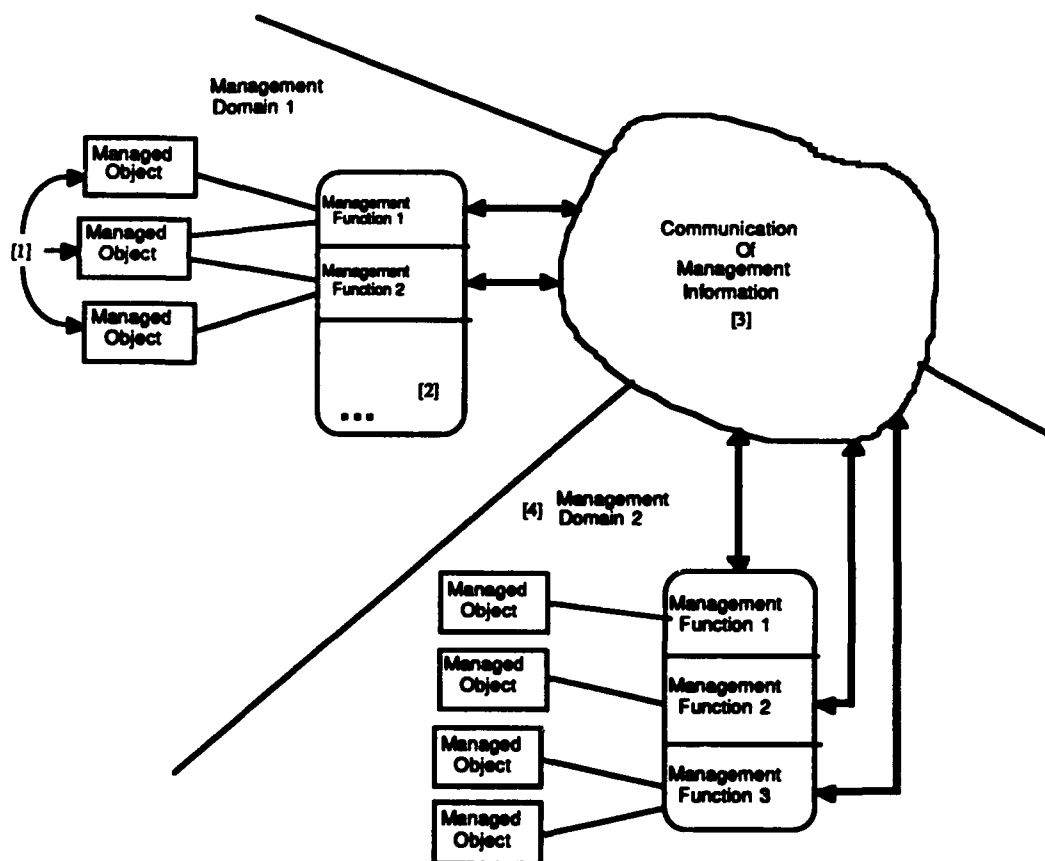 Management
Domain 1
Managed
Object
Managed
Object
Managed
Object
[1]
Management
Function 1
Management
Function 2
[2]
...
Communication
Of
Management
Information
[3]
[4] Management
Domain 2
Managed
Object
Managed
Object
Managed
Object
Managed
Object
Management
Function 1
Management
Function 2
Management
Function 3